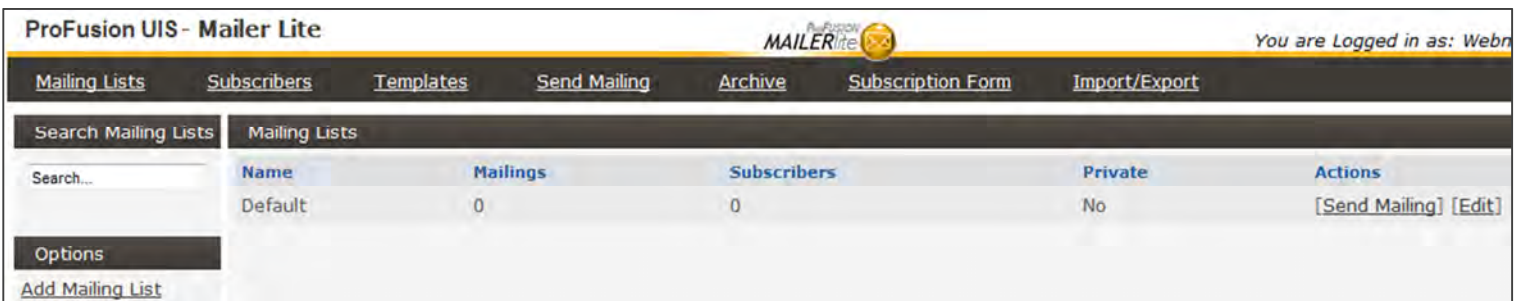 ProFusion UIS - Mailer Lite
ProFusion
MAILERlite
You are Logged in as: Webm
Mailing Lists Subscribers Templates Send Mailing Archive Subscription Form Import/Export
Search Mailing Lists Mailing Lists
Search...
Name Mailings Subscribers Private Actions
Default 0 0 No [Send Mailing] [Edit]
Options
Add Mailing List